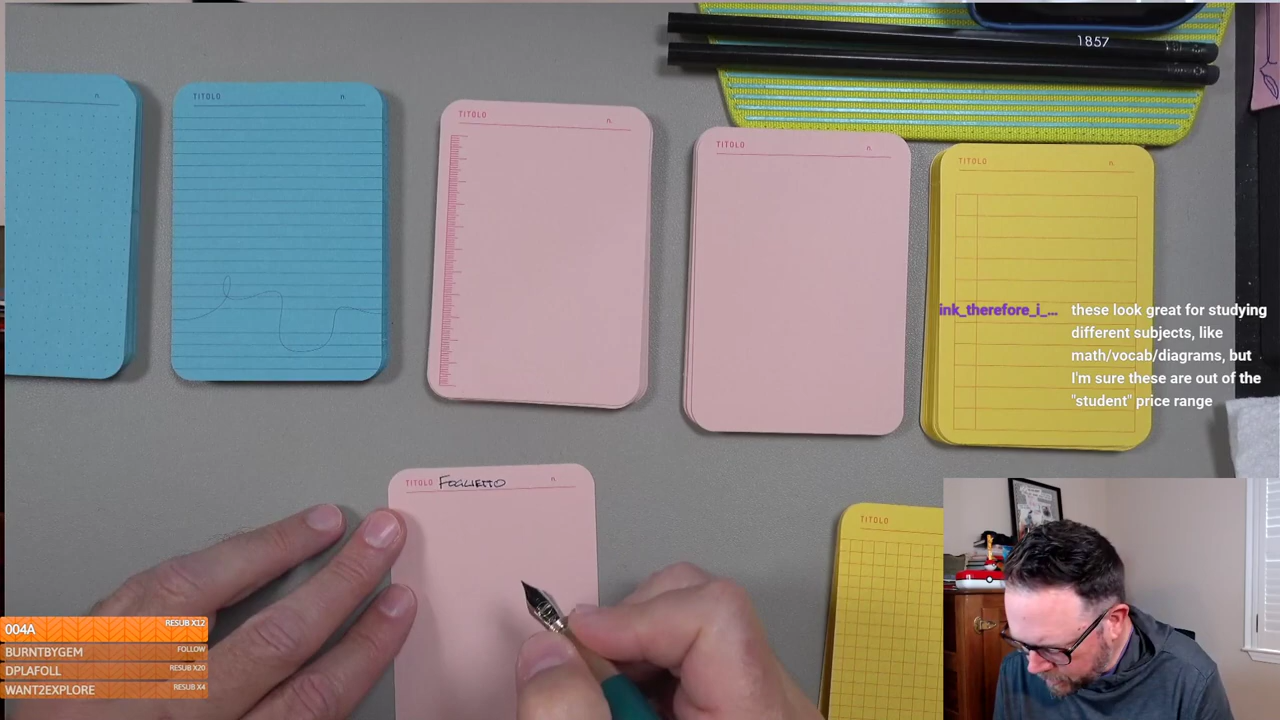 1857
n.
TITOLO n.
TITOLO n.
TITOLO n.
TITOLO n.
ink_therefore_i_... these look great for studying
different subjects, like
math/vocab/diagrams, but
I'm sure these are out of the
"student" price range
TITOLO FOGLIETTO n.
TITOLO
004A RESUB X12
BURNTBYGEM FOLLOW
DPLAFOLL RESUB X20
WANT2EXPLORE RESUB X4